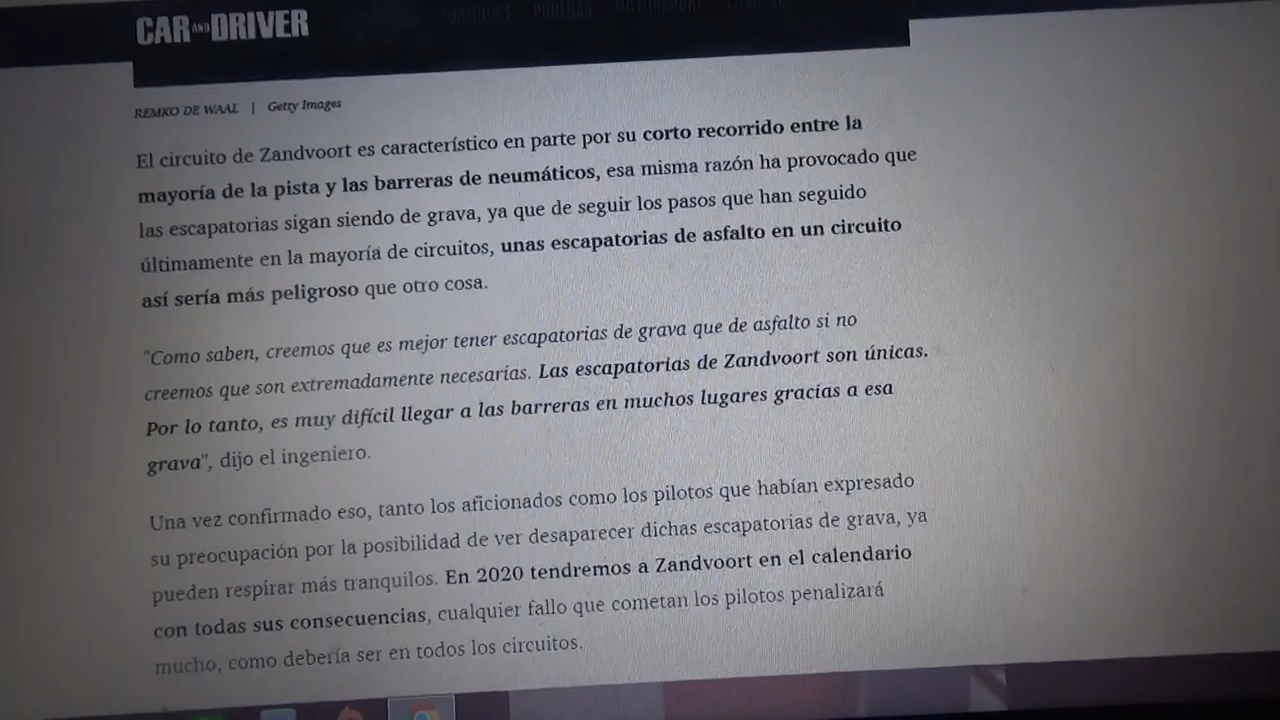 CAR AND DRIVER
REMKO DE WAAL | Getty Images
El circuito de Zandvoort es característico en parte por su corto recorrido entre la
mayoría de la pista y las barreras de neumáticos, esa misma razón ha provocado que
las escapatorias sigan siendo de grava, ya que de seguir los pasos que han seguido
últimamente en la mayoría de circuitos, unas escapatorias de asfalto en un circuito
así sería más peligroso que otro cosa.
"Como saben, creemos que es mejor tener escapatorias de grava que de asfalto si no
creemos que son extremadamente necesarias. Las escapatorias de Zandvoort son únicas.
Por lo tanto, es muy difícil llegar a las barreras en muchos lugares gracias a esa
grava", dijo el ingeniero.
Una vez confirmado eso, tanto los aficionados como los pilotos que habían expresado
su preocupación por la posibilidad de ver desaparecer dichas escapatorias de grava, ya
pueden respirar más tranquilos. En 2020 tendremos a Zandvoort en el calendario
con todas sus consecuencias, cualquier fallo que cometan los pilotos penalizará
mucho, como debería ser en todos los circuitos.